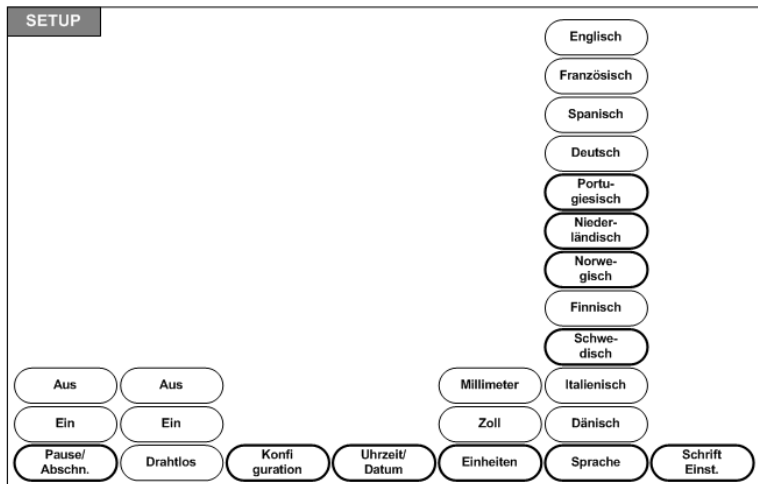 SETUP
Englisch
Französisch
Spanisch
Deutsch
Portu-
giesisch
Nieder-
ländisch
Norwe-
gisch
Finnisch
Schwe-
disch
Aus Aus Millimeter Italienisch
Ein Ein Zoll Dänisch
Pause/
Abschn.
Drahtlos
Konfi
guration
Uhrzeit/
Datum
Einheiten
Sprache
Schrift
Einst.